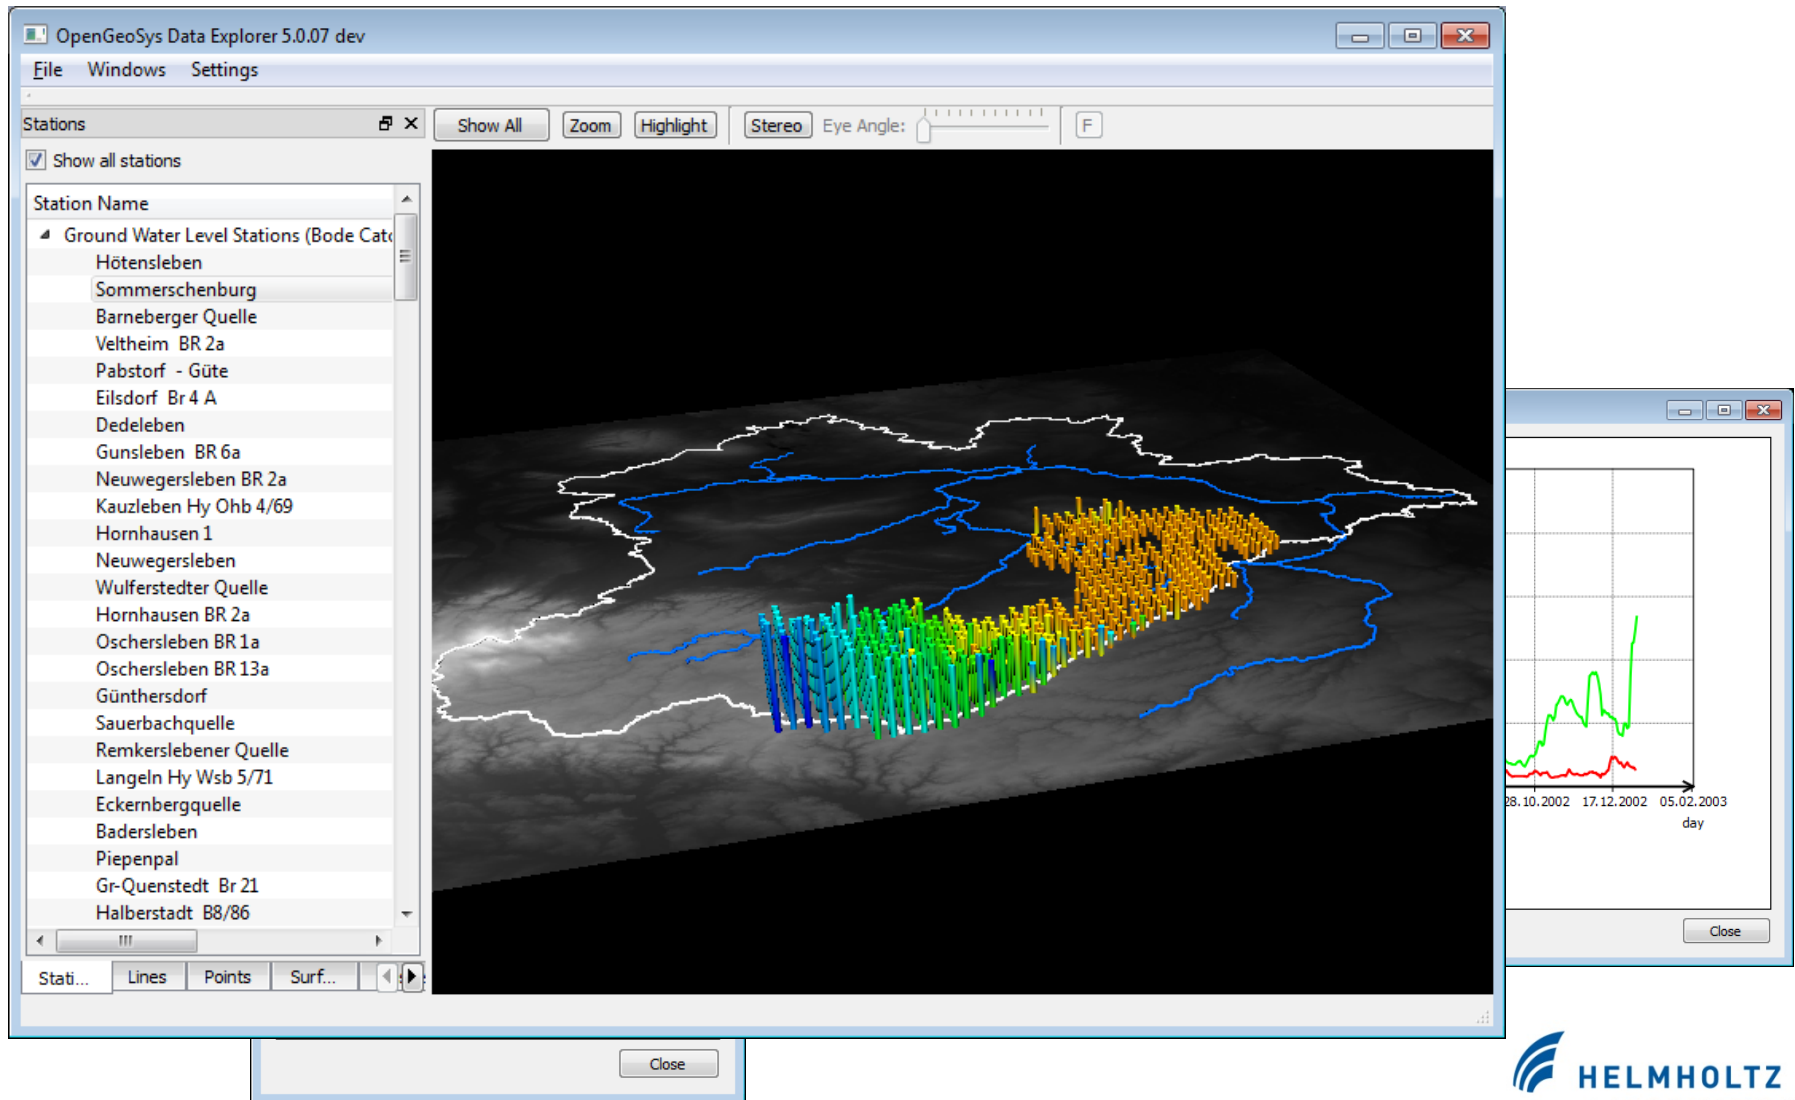 OpenGeoSys Data Explorer 5.0.07 dev
File Windows Settings
Stations
Show All Zoom Highlight Stereo Eye Angle: F
Show all stations
Station Name
Ground Water Level Stations (Bode Catc
Hötensleben
Sommerschenburg
Barneberger Quelle
Veltheim BR 2a
Pabstorf - Güte
Eilsdorf Br 4 A
Dedeleben
Gunsleben BR 6a
Neuwegersleben BR 2a
Kauzleben Hy Ohb 4/69
Hornhausen 1
Neuwegersleben
Wulferstedter Quelle
Hornhausen BR 2a
Oschersleben BR 1a
Oschersleben BR 13a
Günthersdorf
Sauerbachquelle
Remkerslebener Quelle
Langeln Hy Wsb 5/71
Eckernbergquelle
Badersleben
Piepenpal
Gr-Quenstedt Br 21
Halberstadt B8/86
Stati... Lines Points Surf...
28.10.2002 17.12.2002 05.02.2003
day
Close
Close
HELMHOLTZ